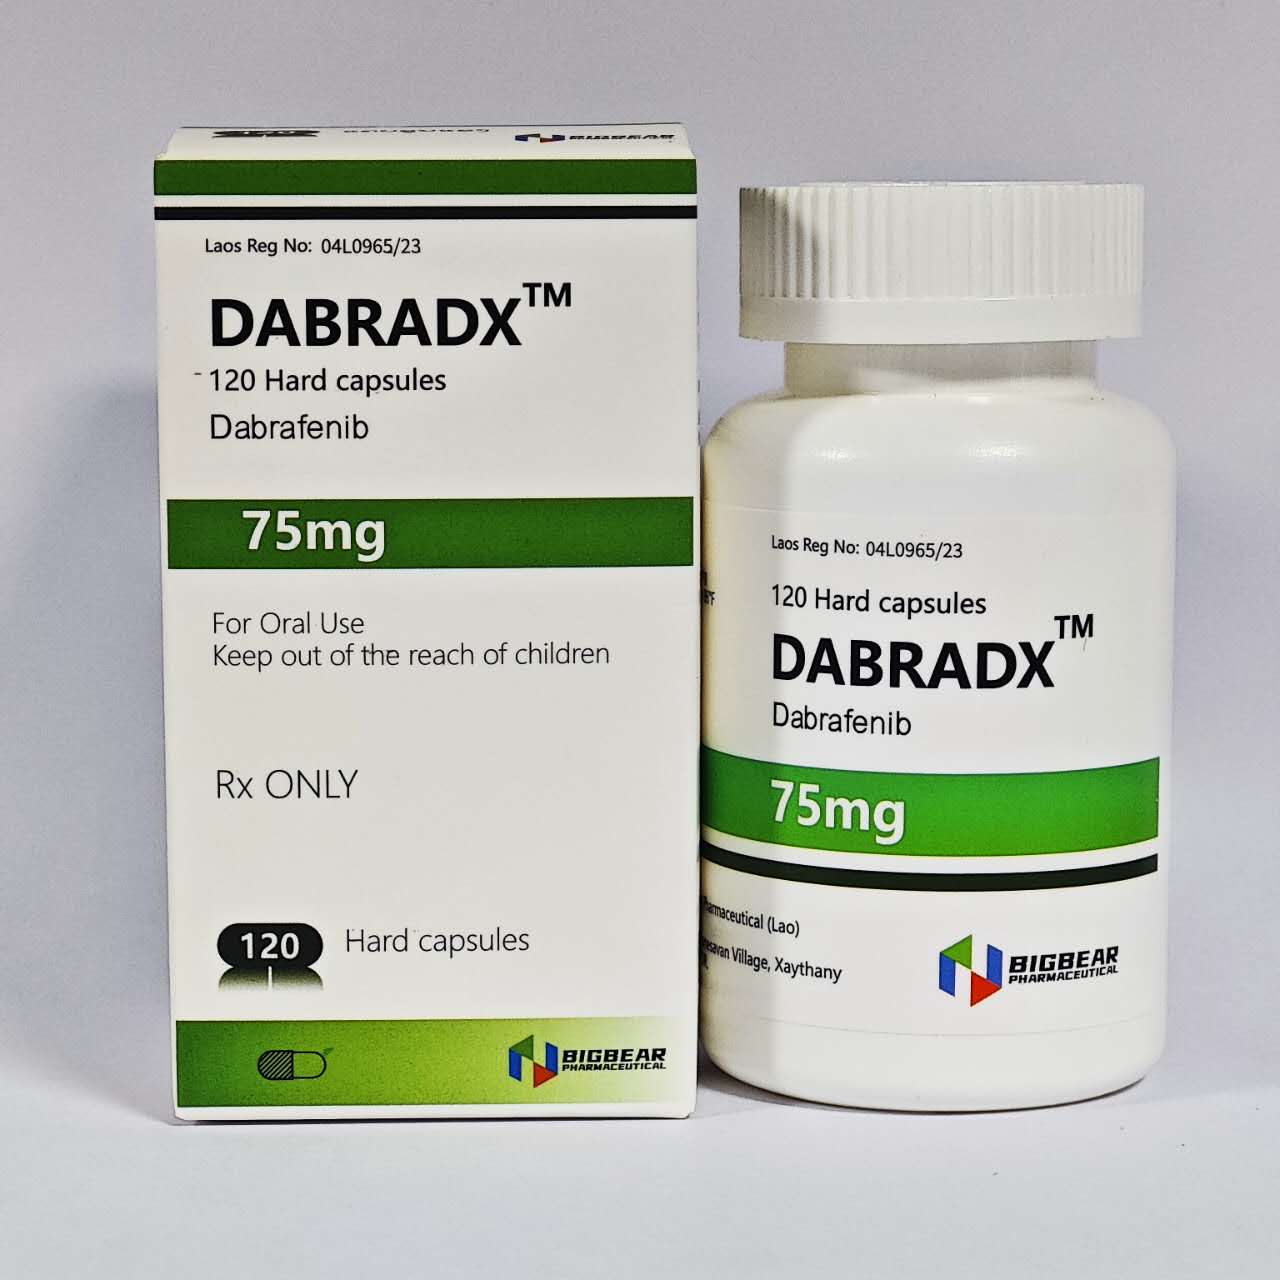 BIGBEAR
Laos Reg No: 04L0965/23
DABRADX™
120 Hard capsules
Dabrafenib
75mg
For Oral Use
Keep out of the reach of children
Rx ONLY
120 Hard capsules
BIGBEAR
PHARMACEUTICAL
Laos Reg No: 04L0965/23
120 Hard capsules
DABRADX™
Dabrafenib
75mg
(Lao)
Village, Xaythany
BIGBEAR
PHARMACEUTICAL